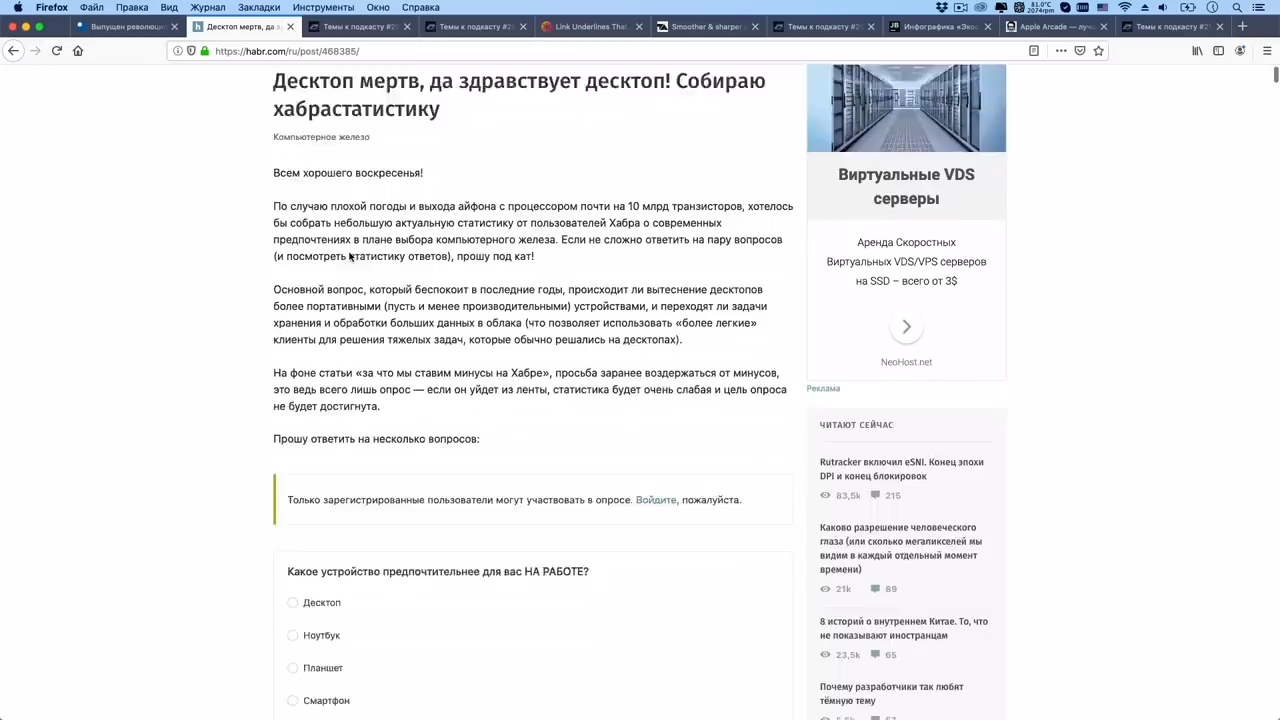 Firefox Файл Правка Вид Журнал Закладки Инструменты Окно Справка
81.0°C
2074rpm
Выпуцен революцион
Десктоп мертв, да з
Темы к подкасту #2
Темы к подкасту #2
Link Underlines Tha
Smoother & sharper
Темы к подкасту #2
Инфографика «Экос
Apple Arcade — луч
Темы к подкасту #2
https://habr.com/ru/post/468385/
Десктоп мертв, да здравствует десктоп! Собираю
хабрастатистику
Компьютерное железо
Всем хорошего воскресенья!
По случаю плохой погоды и выхода айфона с процессором почти на 10 млрд транзисторов, хотелось
бы собрать небольшую актуальную статистику от пользователей Хабра о современных
предпочтениях в плане выбора компьютерного железа. Если не сложно ответить на пару вопросов
(и посмотреть статистику ответов), прошу под кат!
Основной вопрос, который беспокоит в последние годы, происходит ли вытеснение десктопов
более портативными (пусть и менее производительными) устройствами, и переходят ли задачи
хранения и обработки больших данных в облака (что позволяет использовать «более легкие»
клиенты для решения тяжелых задач, которые обычно решались на десктопах).
На фоне статьи «за что мы ставим минусы на Хабре», просьба заранее воздержаться от минусов,
это ведь всего лишь опрос — если он уйдет из ленты, статистика будет очень слабая и цель опроса
не будет достигнута.
Прошу ответить на несколько вопросов:
Только зарегистрированные пользователи могут участвовать в опросе. Войдите, пожалуйста.
Какое устройство предпочтительнее для вас НА РАБОТЕ?
Десктоп
Ноутбук
Планшет
Смартфон
Виртуальные VDS
серверы
Аренда Скоростных
Виртуальных VDS/VPS серверов
на SSD – всего от 3$
NeoHost.net
Реклама
ЧИТАЮТ СЕЙЧАС
Rutracker включил eSNI. Конец эпохи
DPI и конец блокировок
83,5k 215
Каково разрешение человеческого
глаза (или сколько мегапикселей мы
видим в каждый отдельный момент
времени)
21k 89
8 историй о внутреннем Китае. То, что
не показывают иностранцам
23,5k 65
Почему разработчики так любят
тёмную тему